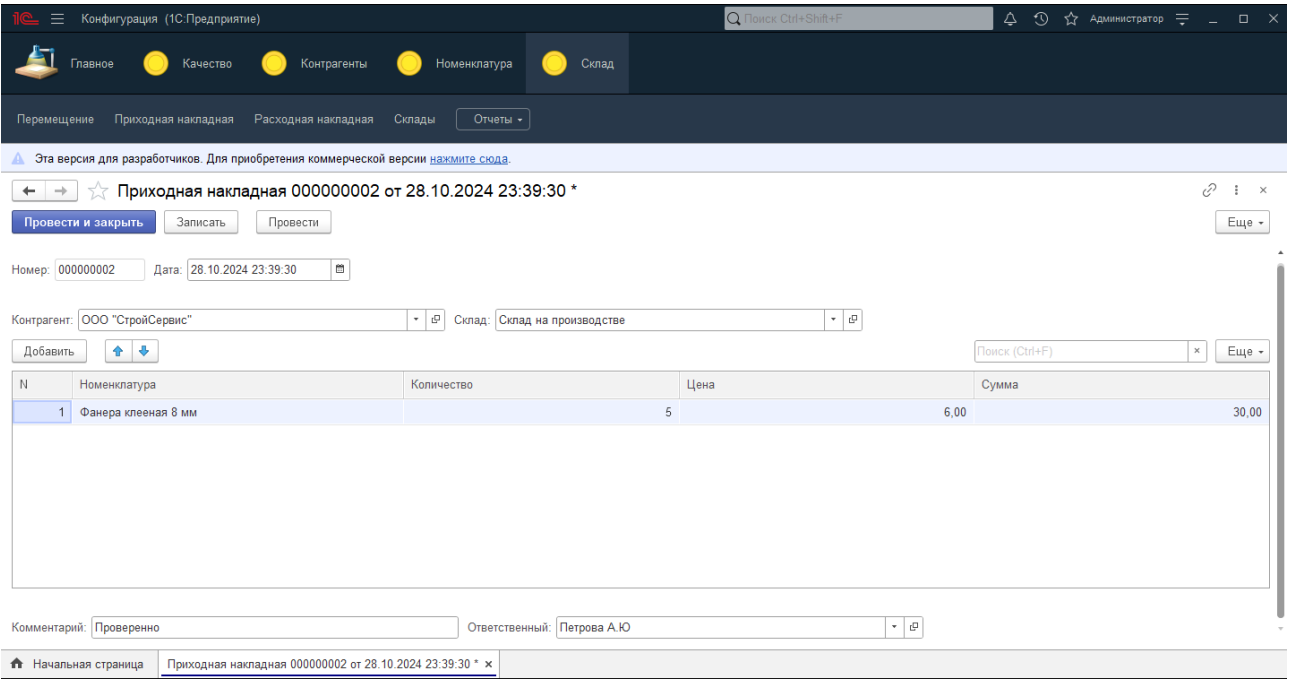 1С Конфигурация (1С:Предприятие) Поиск Ctrl+Shift+F Администратор
Главное Качество Контрагенты Номенклатура Склад
Перемещение Приходная накладная Расходная накладная Склады Отчеты
Эта версия для разработчиков. Для приобретения коммерческой версии нажмите сюда.
Приходная накладная 000000002 от 28.10.2024 23:39:30 *
Провести и закрыть Записать Провести Еще
Номер: 000000002 Дата: 28.10.2024 23:39:30
Контрагент: ООО "СтройСервис" Склад: Склад на производстве
Добавить Поиск (Ctrl+F) × Еще
N Номенклатура Количество Цена Сумма
1 Фанера клееная 8 мм 5 6,00 30,00
Комментарий: Проверенно Ответственный: Петрова А.Ю
Начальная страница Приходная накладная 000000002 от 28.10.2024 23:39:30 * ×